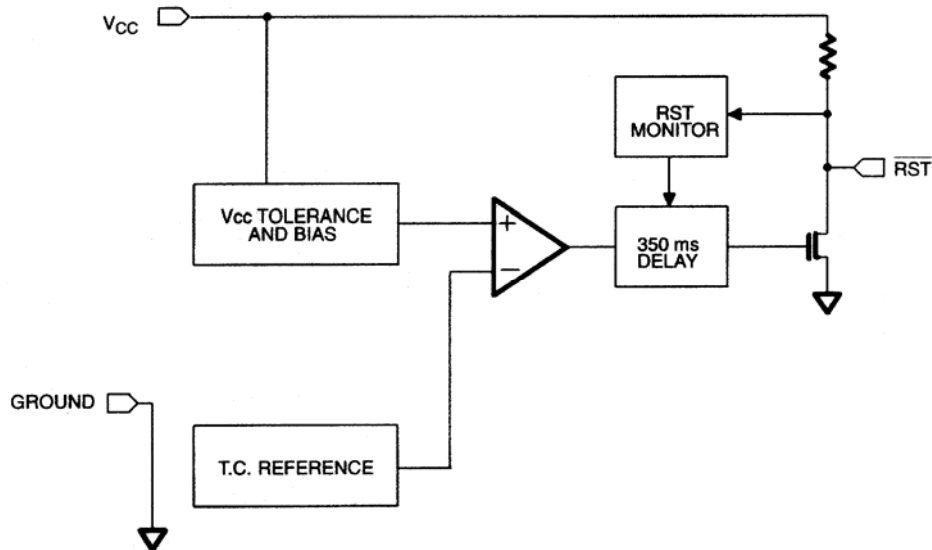 VCC
RST
MONITOR
RST
Vcc TOLERANCE
AND BIAS
+
−
350 ms
DELAY
GROUND
T.C. REFERENCE